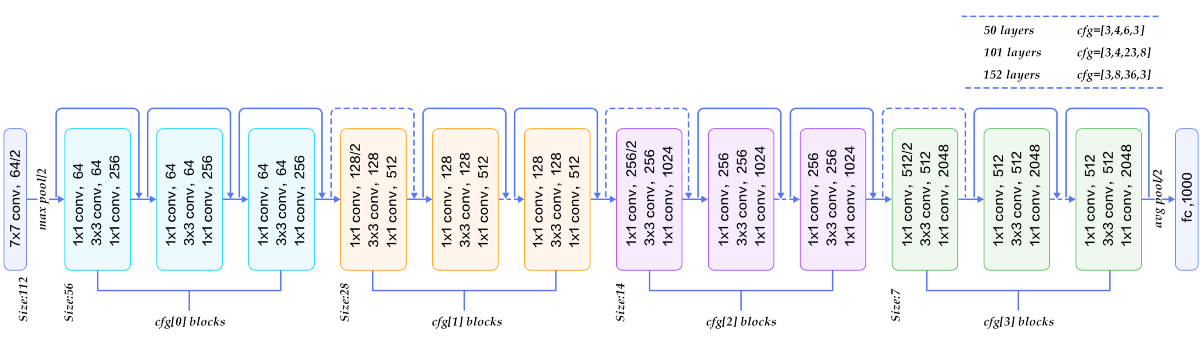 50 layers cfg=[3,4,6,3]
101 layers cfg=[3,4,23,8]
152 layers cfg=[3,8,36,3]
7x7 conv, 64/2
max pool/2
1x1 conv, 64
3x3 conv, 64
1x1 conv, 256
1x1 conv, 64
3x3 conv, 64
1x1 conv, 256
1x1 conv, 64
3x3 conv, 64
1x1 conv, 256
1x1 conv, 128/2
3x3 conv, 128
1x1 conv, 512
1x1 conv, 128
3x3 conv, 128
1x1 conv, 512
1x1 conv, 128
3x3 conv, 128
1x1 conv, 512
1x1 conv, 256/2
3x3 conv, 256
1x1 conv, 1024
1x1 conv, 256
3x3 conv, 256
1x1 conv, 1024
1x1 conv, 256
3x3 conv, 256
1x1 conv, 1024
1x1 conv, 512/2
3x3 conv, 512
1x1 conv, 2048
1x1 conv, 512
3x3 conv, 512
1x1 conv, 2048
1x1 conv, 512
3x3 conv, 512
1x1 conv, 2048
avg pool/2
fc ,1000
Size:112
Size:56
cfg[0] blocks
Size:28
cfg[1] blocks
Size:14
cfg[2] blocks
Size:7
cfg[3] blocks